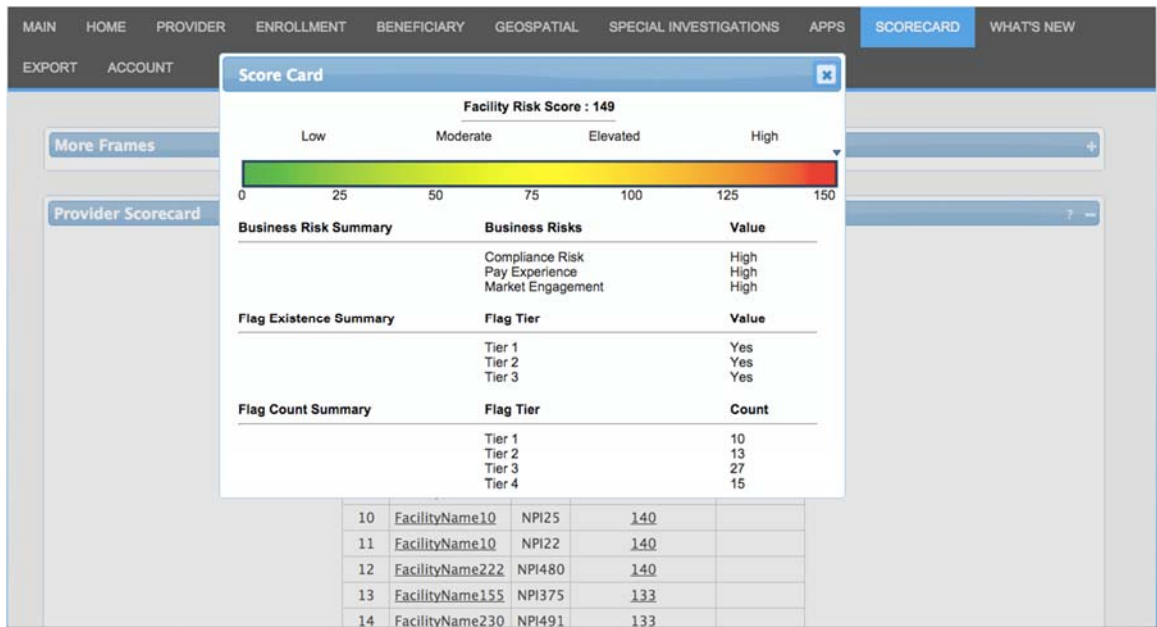 MAIN HOME PROVIDER ENROLLMENT BENEFICIARY GEOSPATIAL SPECIAL INVESTIGATIONS APPS SCORECARD WHAT'S NEW
EXPORT ACCOUNT
Score Card
Facility Risk Score : 149
Low Moderate Elevated High
More Frames
0 25 50 75 100 125 150
Provider Scorecard ?
Business Risk Summary Business Risks Value
Compliance Risk High
Pay Experience High
Market Engagement High
Flag Existence Summary Flag Tier Value
Tier 1 Yes
Tier 2 Yes
Tier 3 Yes
Flag Count Summary Flag Tier Count
Tier 1 10
Tier 2 13
Tier 3 27
Tier 4 15
10 FacilityName10 NPI25 140
11 FacilityName10 NPI22 140
12 FacilityName222 NPI480 140
13 FacilityName155 NPI375 133
14 FacilityName230 NPI491 133